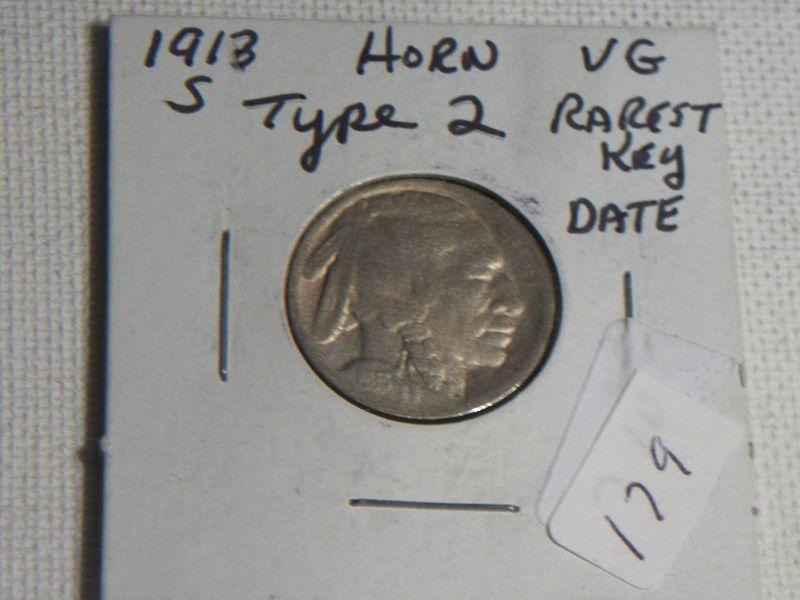 1913 HORN VG
S Type 2 RAREST
KEY
DATE
179